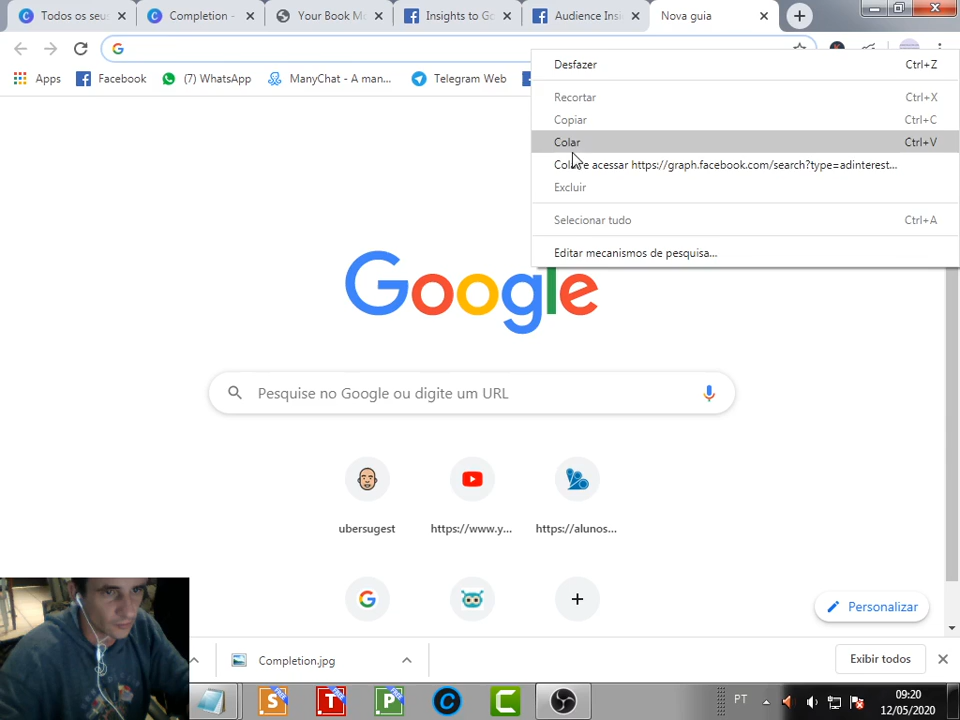 Todos os seus
Completion -
Your Book M
Insights to Go
Audience Insi
Nova guia
Apps
Facebook
(7) WhatsApp
ManyChat - A man...
Telegram Web
Desfazer Ctrl+Z
Recortar Ctrl+X
Copiar Ctrl+C
Colar Ctrl+V
Colar e acessar https://graph.facebook.com/search?type=adinterest...
Excluir
Selecionar tudo Ctrl+A
Editar mecanismos de pesquisa...
Google
Pesquise no Google ou digite um URL
ubersugest
https://www.y...
https://alunos...
Personalizar
Completion.jpg
Exibir todos
PT
09:20
12/05/2020